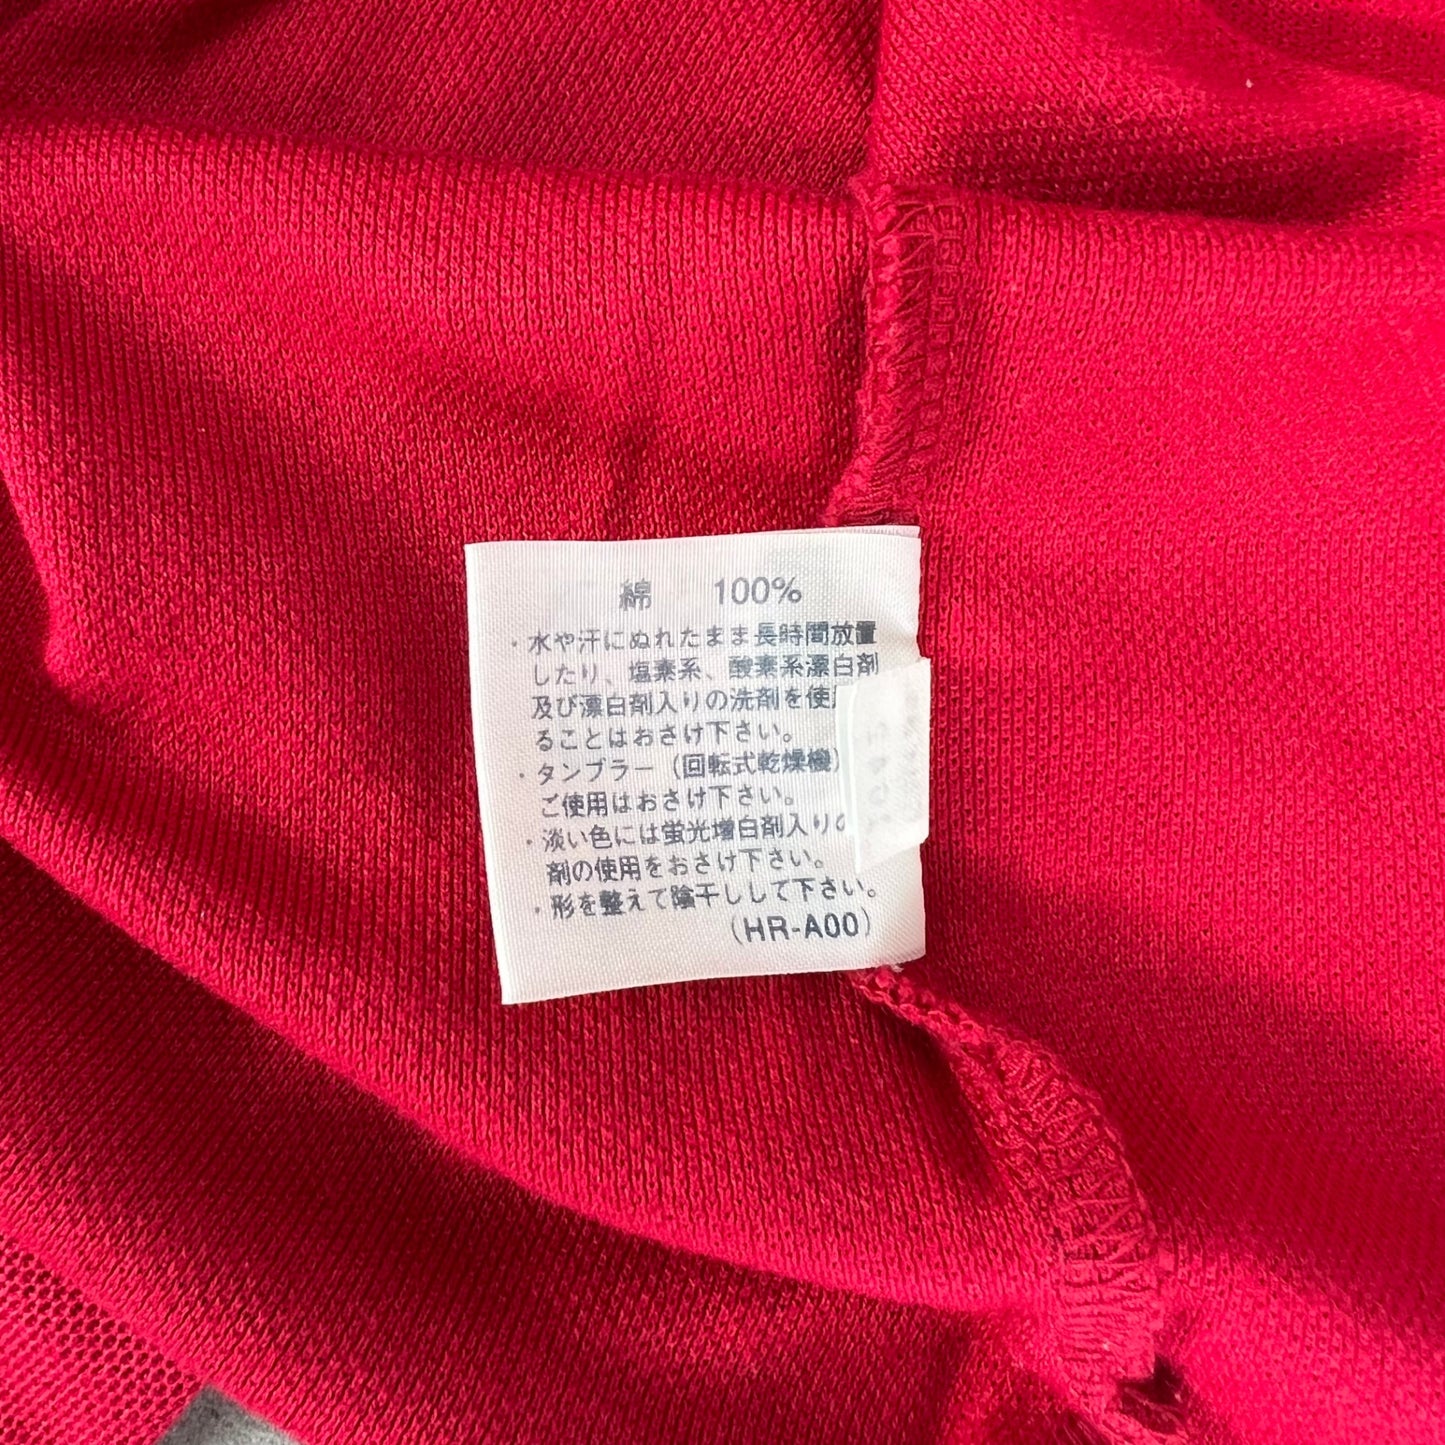 綿 100%
・水や汗にぬれたまま長時間放置
したり、塩素系、酸素系漂白剤
及び漂白剤入りの洗剤を使
ることはおさけ下さい。
・タンブラー（回転式乾燥機）
ご使用はおさけ下さい。
・淡い色には蛍光増白剤入り
剤の使用をおさけ下さい。
・形を整えて陰干しして下さい。
(HR-A00)